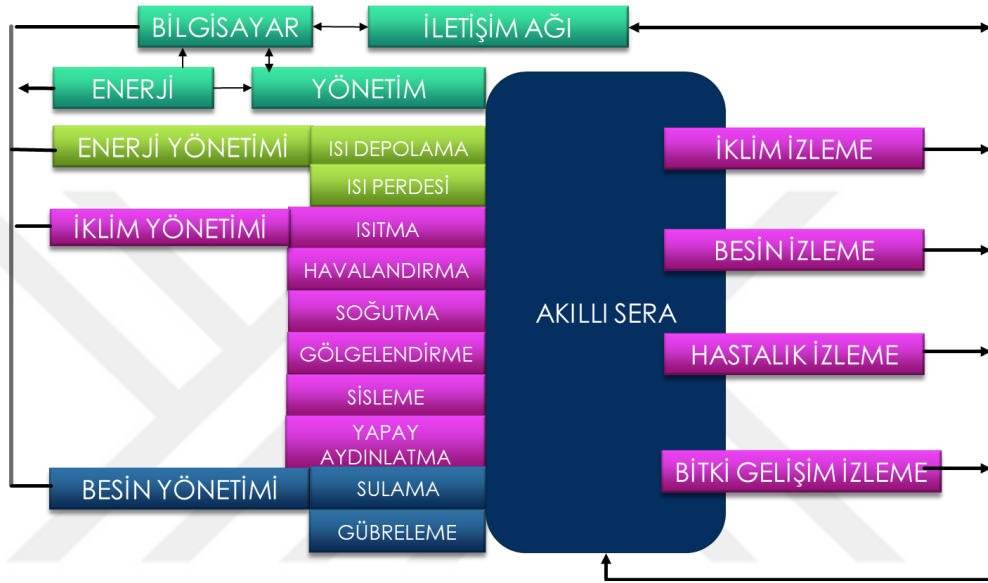 BİLGİSAYAR
İLETİŞİM AĞI
ENERJİ
YÖNETİM
ENERJİ YÖNETİMİ
ISI DEPOLAMA
ISI PERDESİ
İKLİM YÖNETİMİ
ISITMA
HAVALANDIRMA
SOĞUTMA
GÖLGELENDİRME
SİSLEME
YAPAY
AYDINLATMA
BESİN YÖNETİMİ
SULAMA
GÜBRELEME
AKILLI SERA
İKLİM İZLEME
BESİN İZLEME
HASTALIK İZLEME
BİTKİ GELİŞİM İZLEME